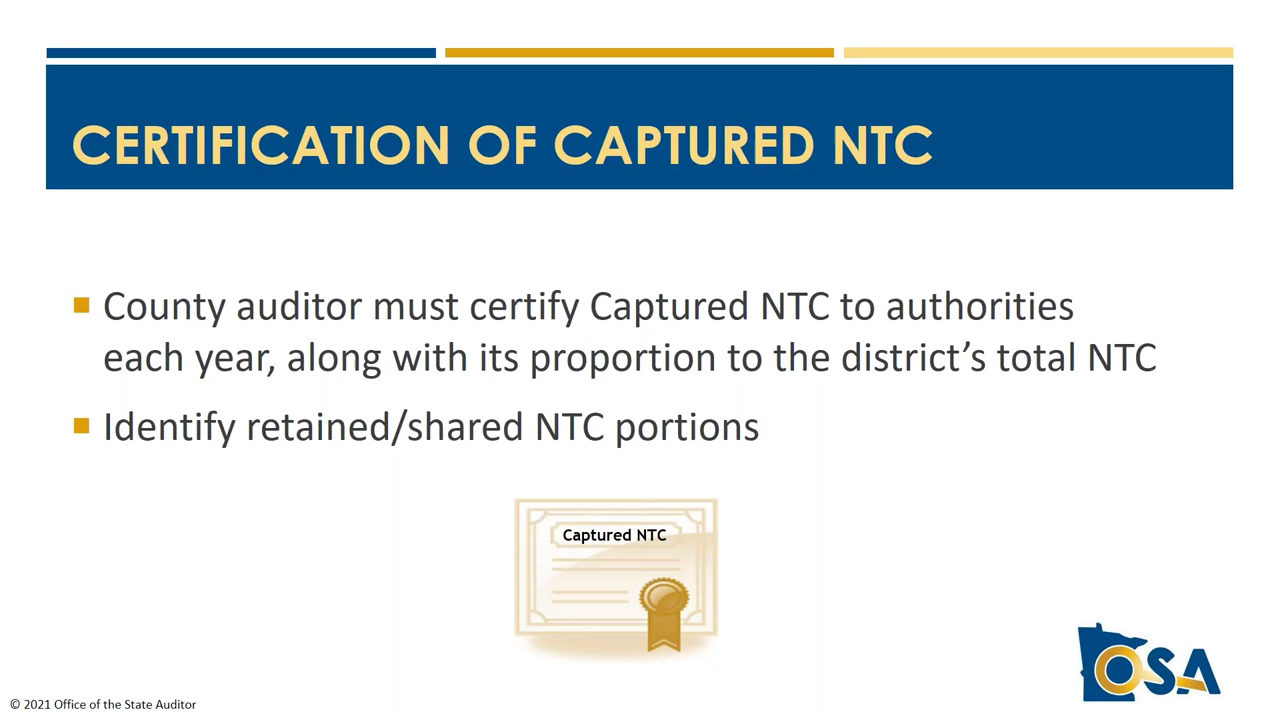 CERTIFICATION OF CAPTURED NTC
County auditor must certify Captured NTC to authorities
each year, along with its proportion to the district’s total NTC
Identify retained/shared NTC portions
Captured NTC
OSA
© 2021 Office of the State Auditor